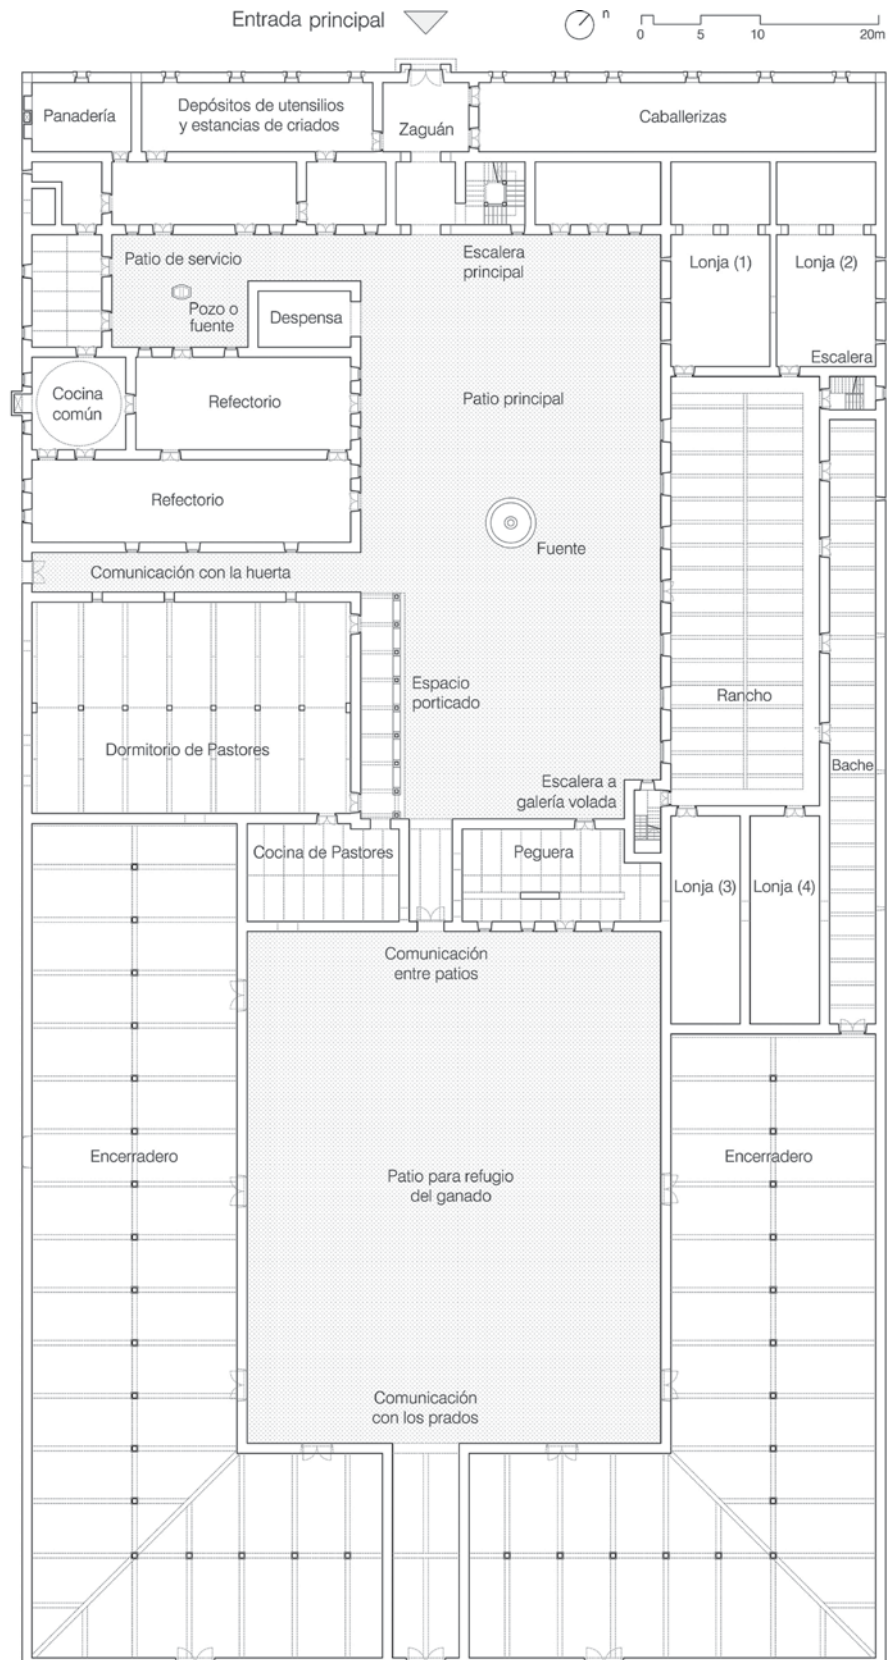 Entrada principal
n
0 5 10 20m
Panadería
Depósitos de utensilios
y estancias de criados
Zaguán
Caballerizas
Patio de servicio
Escalera
principal
Lonja (1)
Lonja (2)
Pozo o
fuente
Despensa
Escalera
Cocina
común
Refectorio
Patio principal
Refectorio
Fuente
Comunicación con la huerta
Espacio
porticado
Rancho
Dormitorio de Pastores
Bache
Escalera a
galería volada
Cocina de Pastores
Peguera
Lonja (3)
Lonja (4)
Comunicación
entre patios
Encerradero
Patio para refugio
del ganado
Encerradero
Comunicación
con los prados